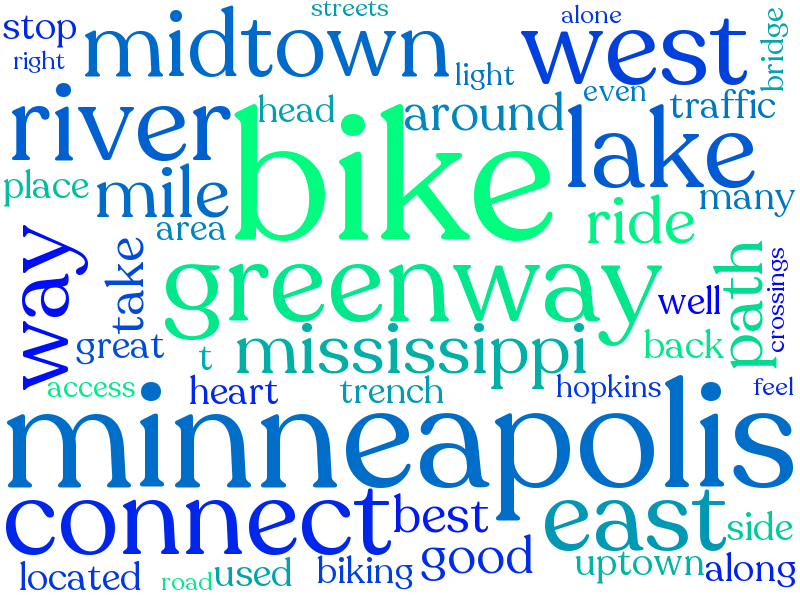 streets
stop
midtown
alone
west
bridge
right
light
even
river
head
around
traffic
bike
lake
place
mile
many
area
ride
way
take
greenway
well
path
crossings
great
t
mississippi
back
access
heart
trench
hopkins
feel
minneapolis
connect
best
east
side
good
uptown
along
located
road
used
biking